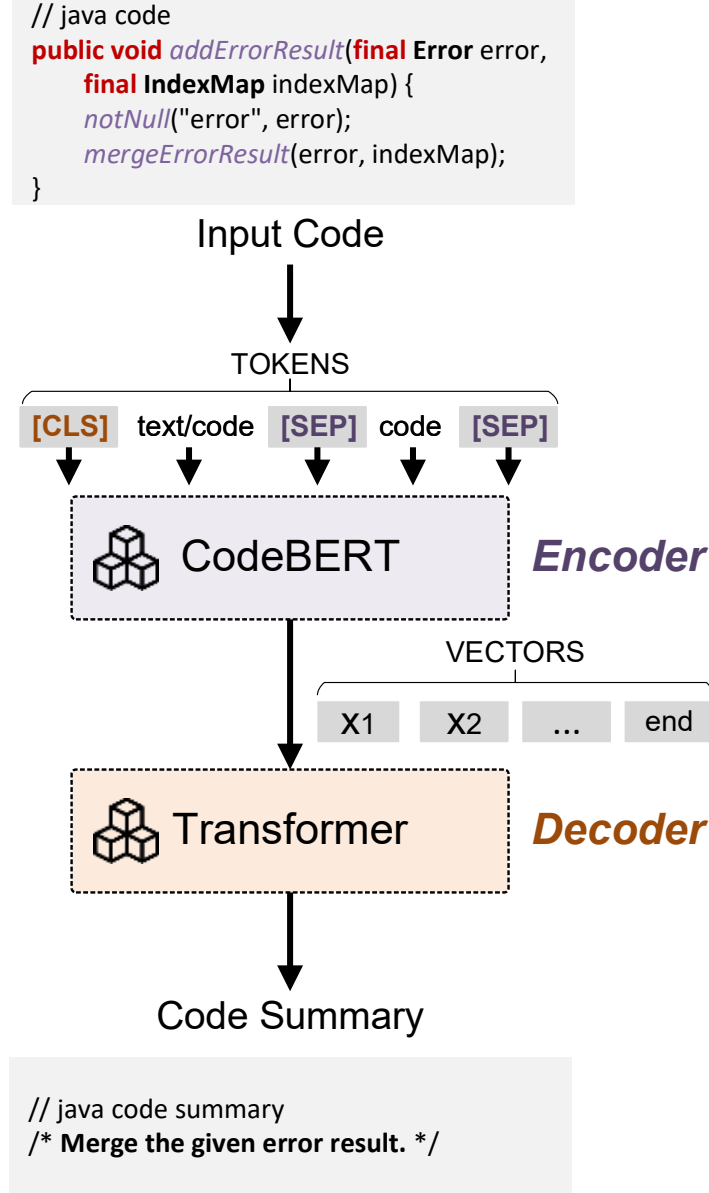 // java code
public void addErrorResult(final Error error,
final IndexMap indexMap) {
notNull("error", error);
mergeErrorResult(error, indexMap);
}
Input Code
TOKENS
[CLS] text/code [SEP] code [SEP]
CodeBERT
Encoder
VECTORS
x1 x2 ... end
Transformer
Decoder
Code Summary
// java code summary
/* Merge the given error result. */